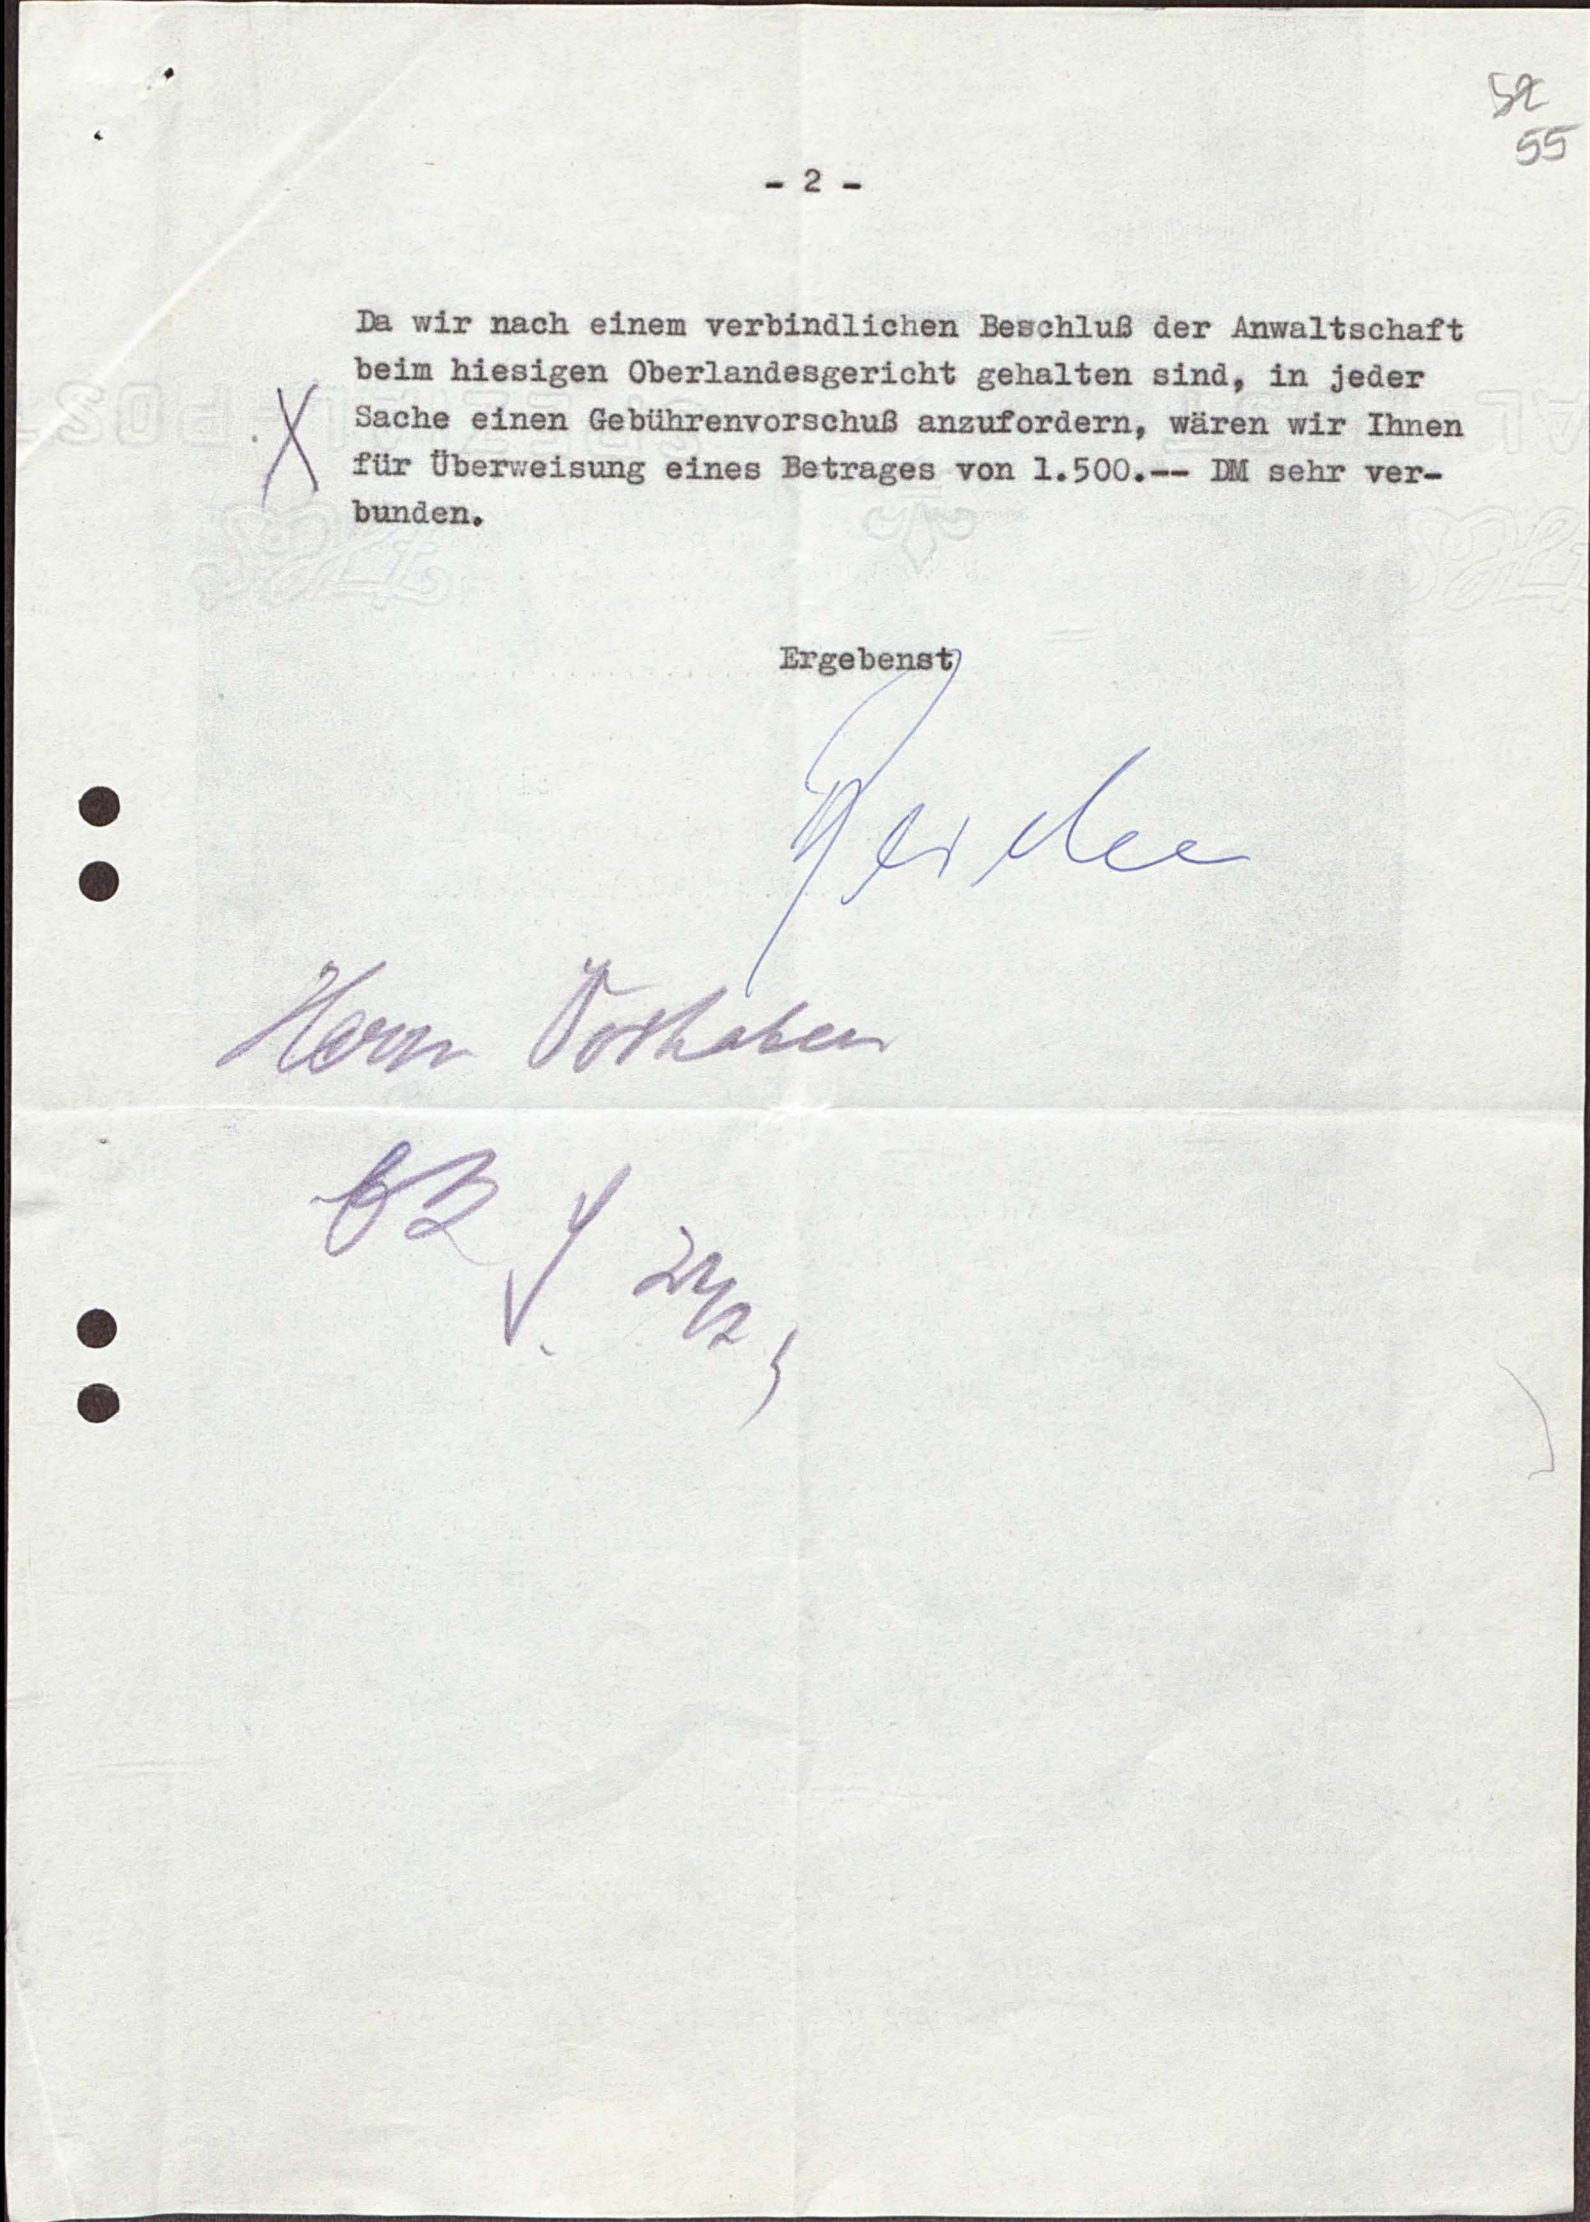 52
55
- 2 -
Da wir nach einem verbindlichen Beschluß der Anwaltschaft
beim hiesigen Oberlandesgericht gehalten sind, in jeder
Sache einen Gebührenvorschuß anzufordern, wären wir Ihnen
für Überweisung eines Betrages von 1.500.-- DM sehr ver-
bunden.
Ergebenst
Herrn